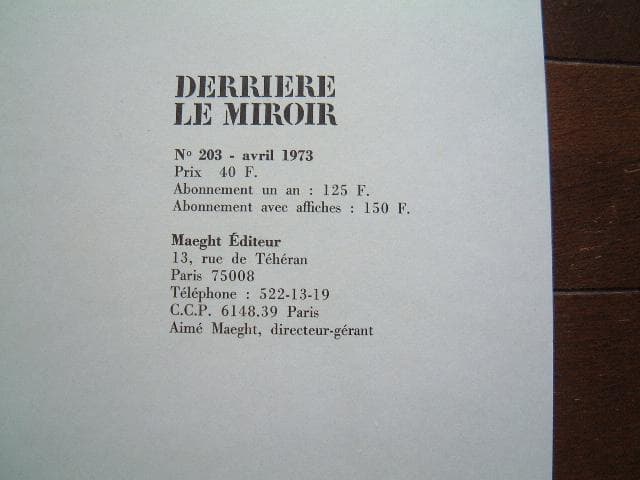 DERRIERE
LE MIROIR
Nº 203 - avril 1973
Prix 40 F.
Abonnement un an : 125 F.
Abonnement avec affiches : 150 F.
Maeght Éditeur
13, rue de Téhéran
Paris 75008
Téléphone : 522-13-19
C.C.P. 6148.39 Paris
Aimé Maeght, directeur-gérant